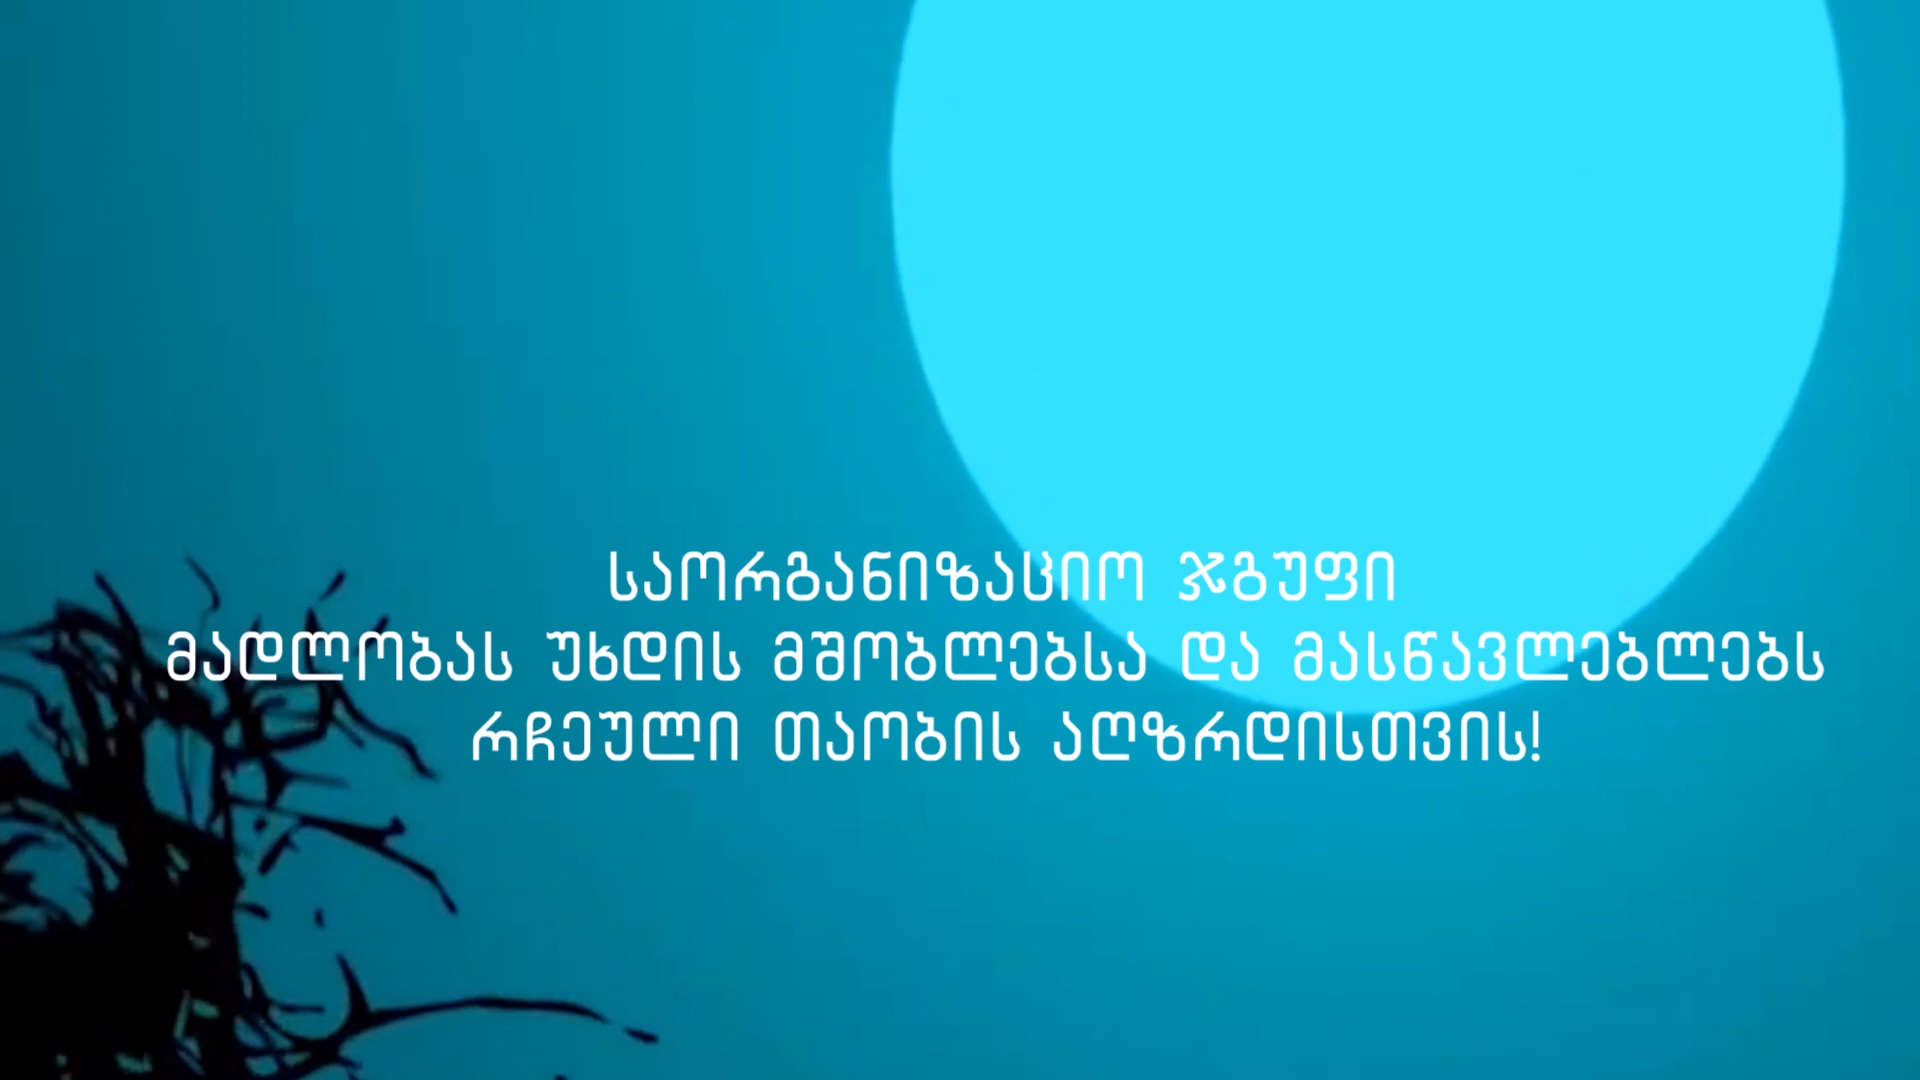 საორგანიზაციო ჯგუფი
მადლობას უხდის მშობლებსა და მასწავლებლებს
რჩეული თაობის აღზრდისთვის!